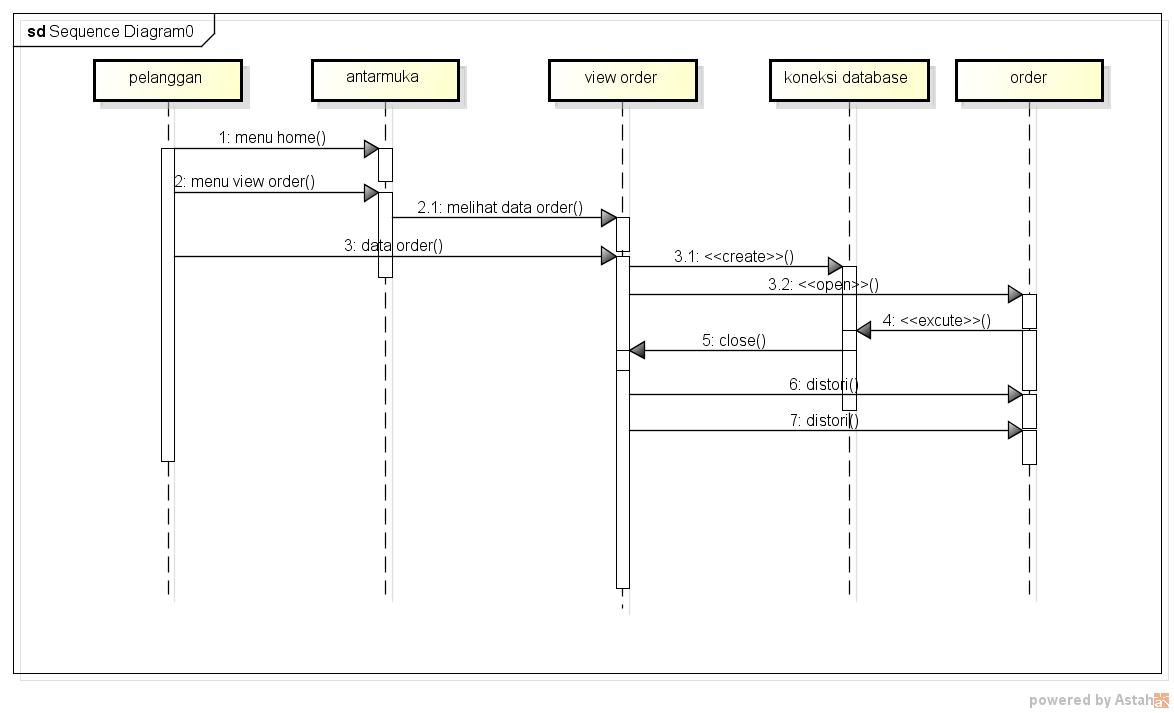 sd Sequence Diagram0
pelanggan
antarmuka
view order
koneksi database
order
1: menu home()
2: menu view order()
2.1: melihat data order()
3: data order()
3.1: <<create>>()
3.2: <<open>>()
4: <<excute>>()
5: close()
6: distori()
7: distori()
powered by Astah